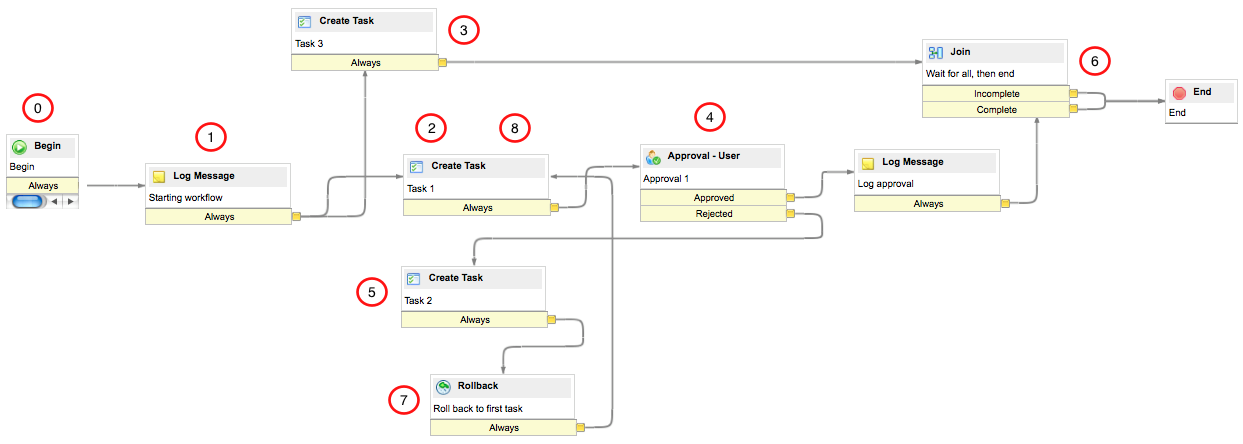 Create Task
Task 3
Always
3
Join
Wait for all, then end
Incomplete
Complete
6
End
End
0
Begin
Begin
Always
1
Log Message
Starting workflow
Always
2
8
Create Task
Task 1
Always
4
Approval - User
Approval 1
Approved
Rejected
Log Message
Log approval
Always
5
Create Task
Task 2
Always
7
Rollback
Roll back to first task
Always